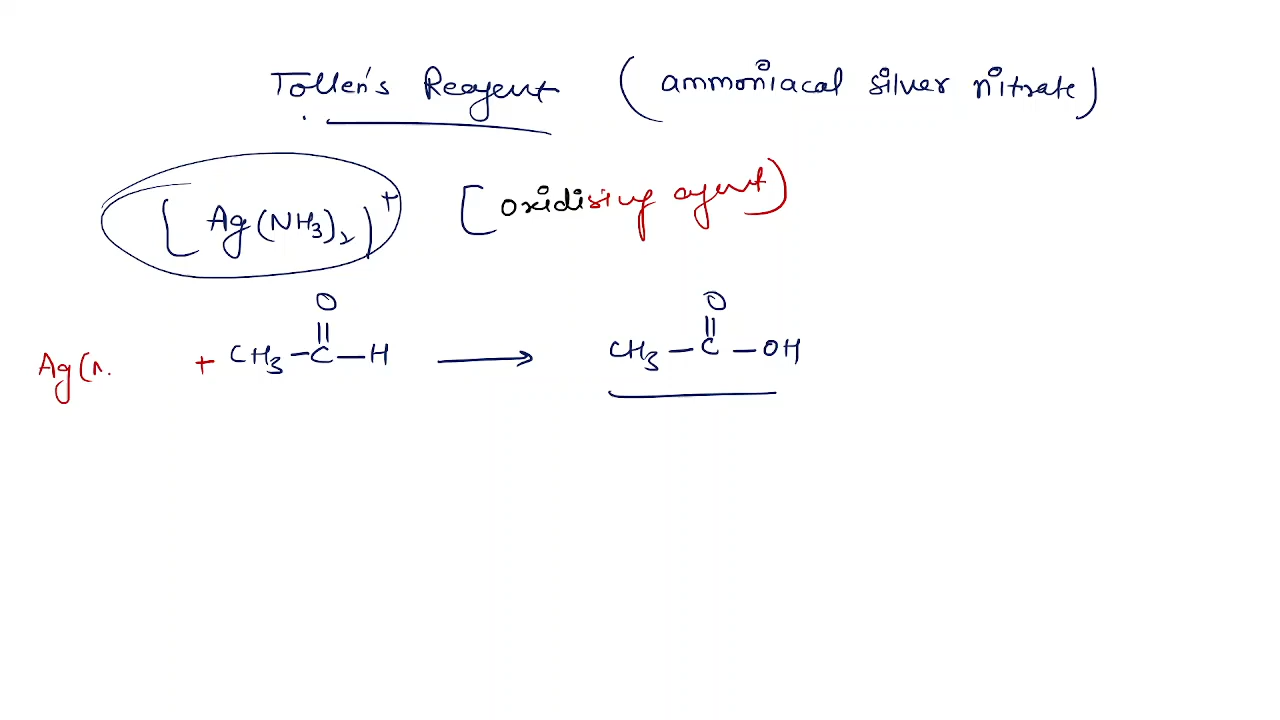 Tollen's Reagent (ammoniacal silver nitrate)
[Ag(NH3)2]+ [oxidising agent)
O O
|| ||
Ag(n. + CH3-C-H → CH3-C-OH